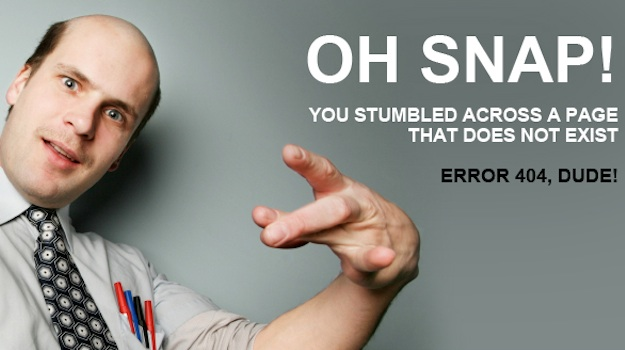 OH SNAP!
YOU STUMBLED ACROSS A PAGE
THAT DOES NOT EXIST
ERROR 404, DUDE!